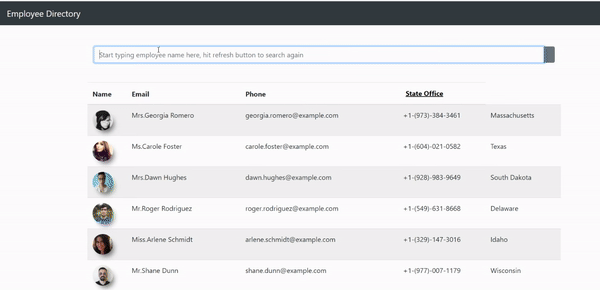 Employee Directory
Start typing employee name here, hit refresh button to search again
Name Email Phone State Office
Mrs.Georgia Romero georgia.romero@example.com +1-(973)-384-3461 Massachusetts
Ms.Carole Foster carole.foster@example.com +1-(604)-021-0582 Texas
Mrs.Dawn Hughes dawn.hughes@example.com +1-(928)-983-9649 South Dakota
Mr.Roger Rodriguez roger.rodriguez@example.com +1-(549)-631-8668 Delaware
Miss.Arlene Schmidt arlene.schmidt@example.com +1-(329)-147-3016 Idaho
Mr.Shane Dunn shane.dunn@example.com +1-(977)-007-1179 Wisconsin